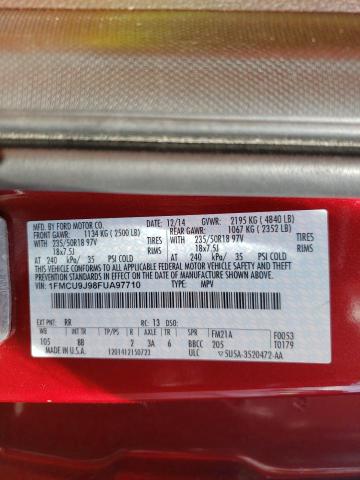 MFD. BY FORD MOTOR CO. DATE: 12/14 GVWR: 2195 KG ( 4840 LB)
FRONT GAWR: 1134 KG ( 2500 LB) REAR GAWR: 1067 KG ( 2352 LB)
WITH 235/50R18 97V TIRES WITH 235/50R18 97V TIRES
18x7.5J RIMS 18x7.5J RIMS
AT 240 kPa/ 35 PSI COLD AT 240 kPa/ 35 PSI COLD
THIS VEHICLE CONFORMS TO ALL APPLICABLE FEDERAL MOTOR VEHICLE SAFETY AND THEFT PREVENTION STANDARDS IN EFFECT ON THE DATE OF MANUFACTURE SHOWN ABOVE.
VIN: 1FMCU9J98FUA97710 TYPE: MPV
EXT PNT: RR RC: 13 DSO:
WB INT TR TP/PS R AXLE TR SPR FM21A F0053
105 8B 2 3A 6 BBCC 205 T0179
MADE IN U.S.A. 1201412150723 ULC 5U5A-3520472-AA